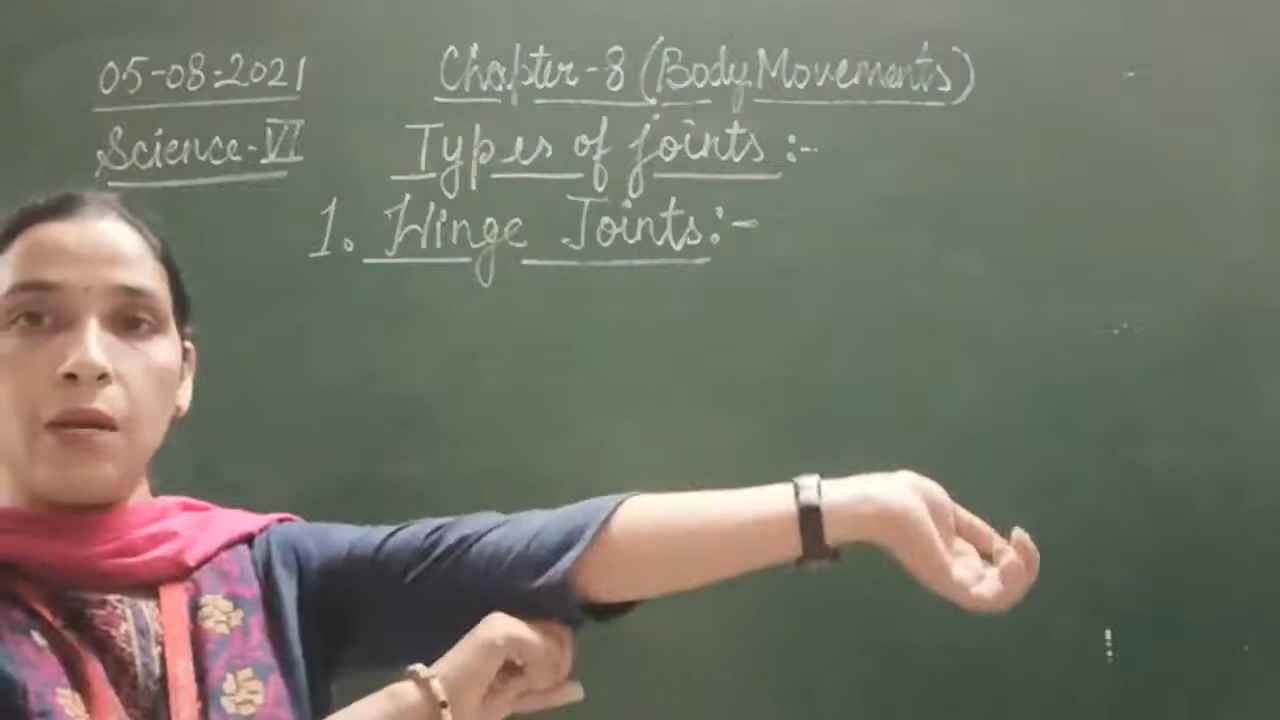 05-08-2021
Chapter-8 (Body Movements)
Science-VI
Types of joints :-
1. Hinge Joints:-